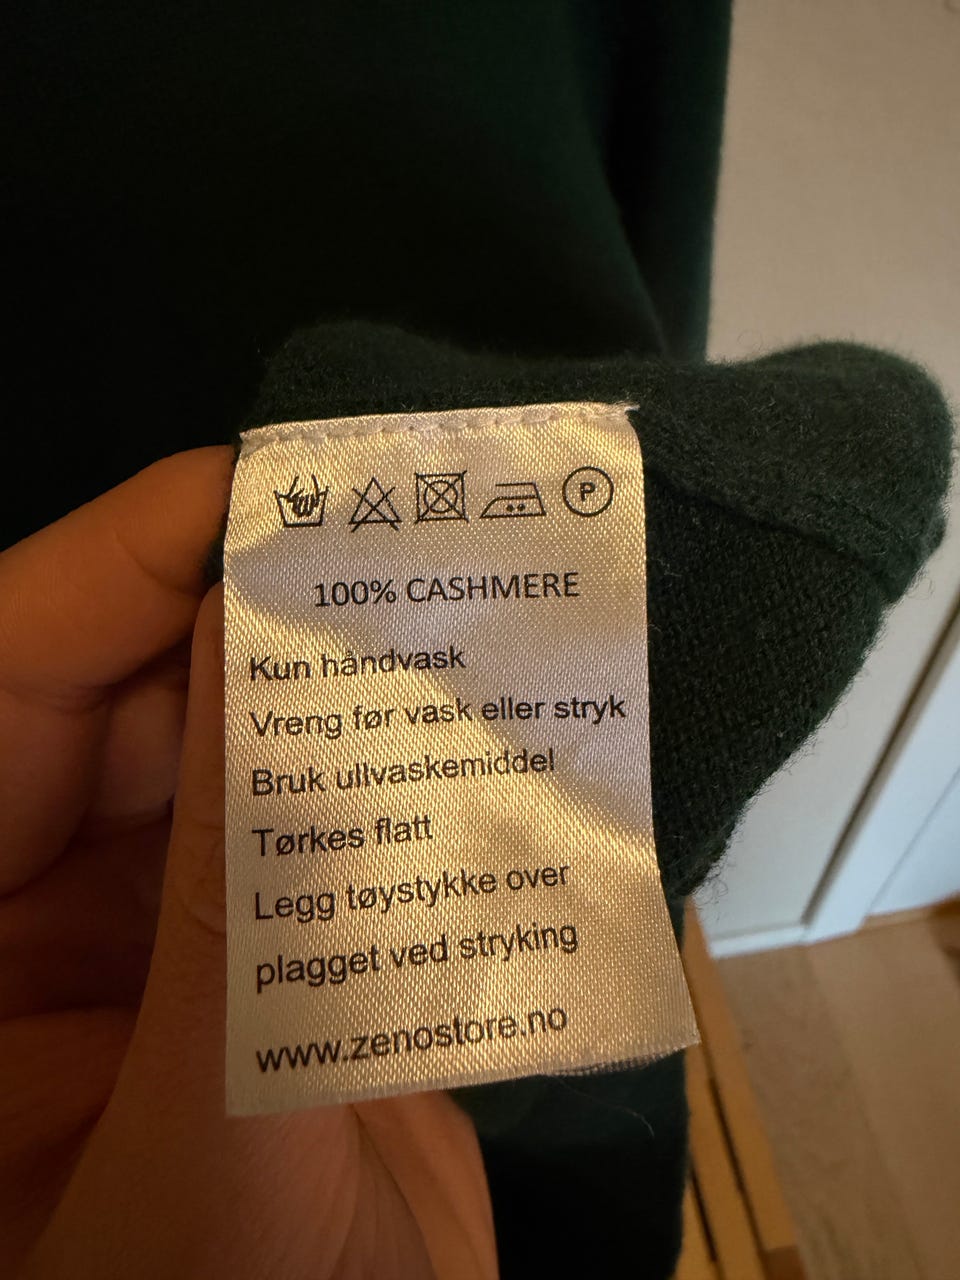 P
100% CASHMERE
Kun håndvask
Vreng før vask eller stryk
Bruk ullvaskemiddel
Tørkes flatt
Legg tøystykke over
plagget ved stryking
www.zenostore.no